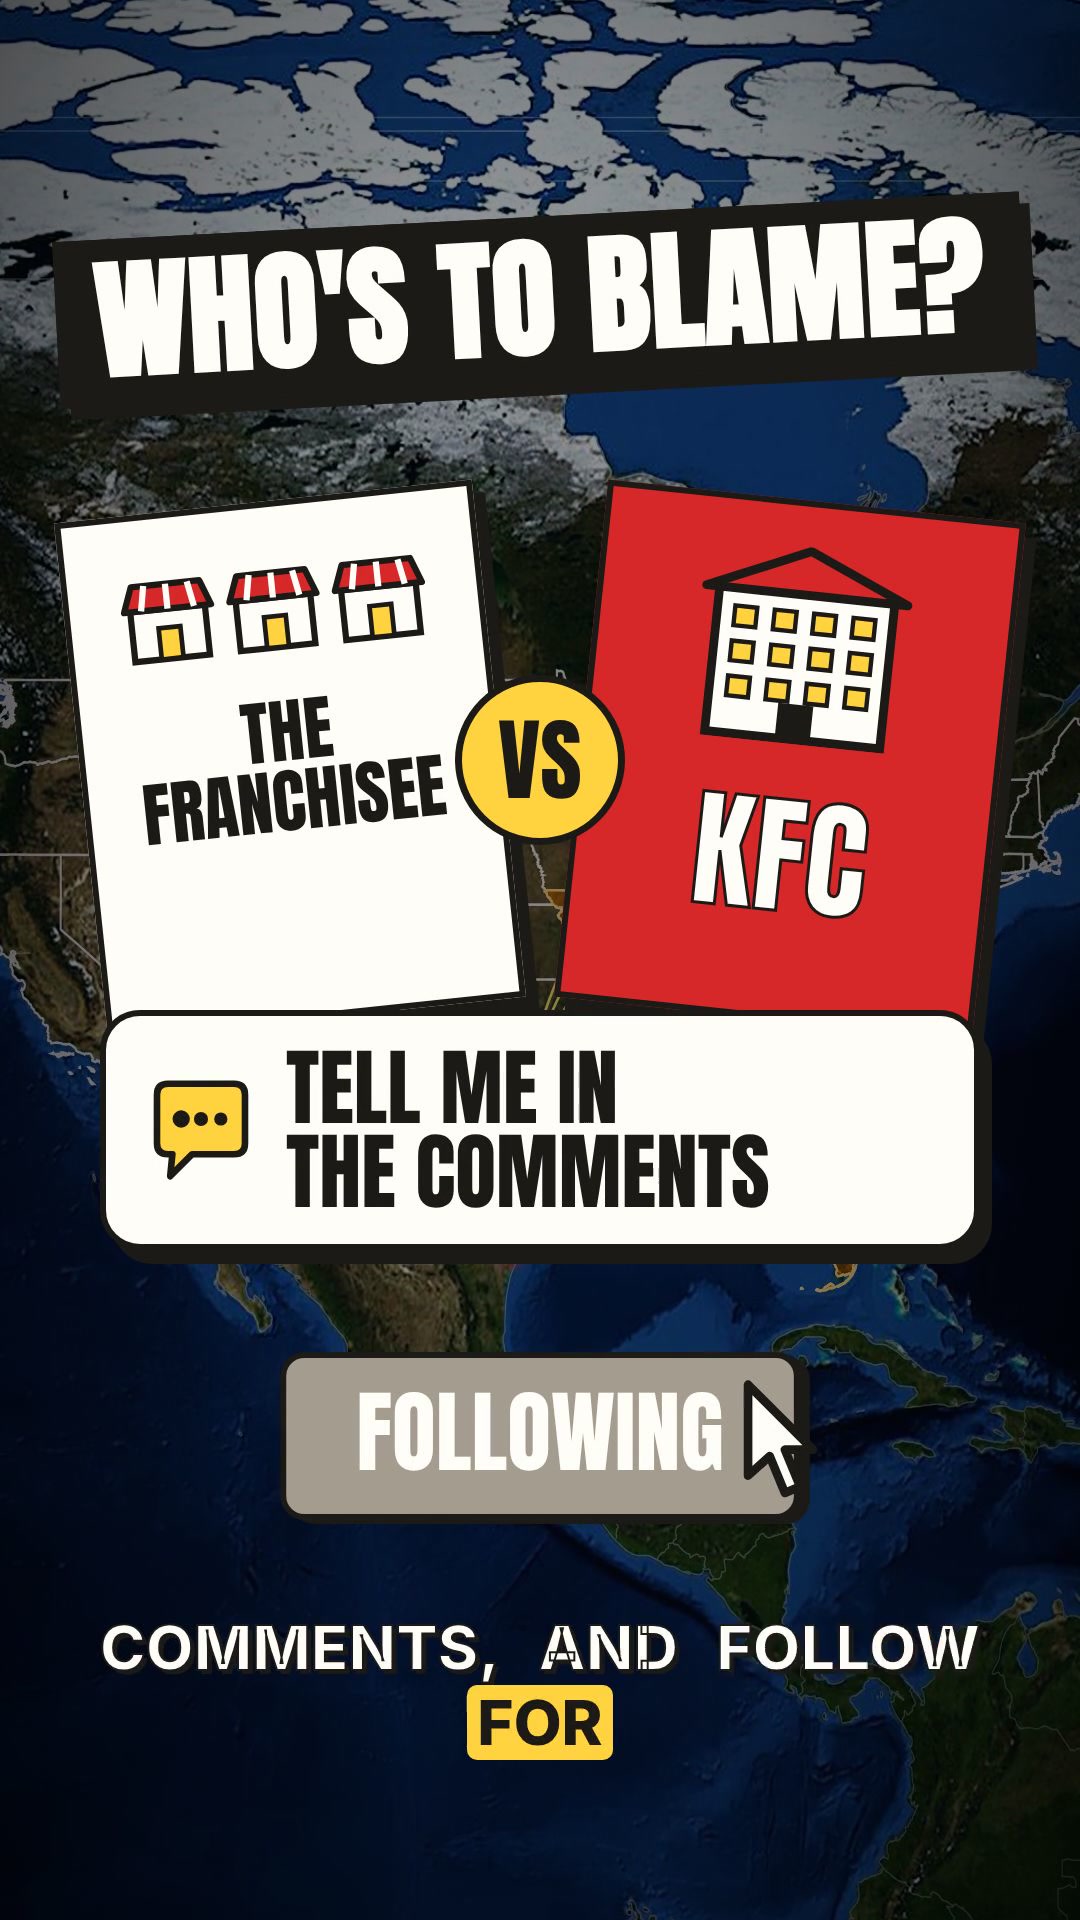 WHO'S TO BLAME?
THE
FRANCHISEE
VS
KFC
TELL ME IN
THE COMMENTS
FOLLOWING
COMMENTS, AND FOLLOW
FOR